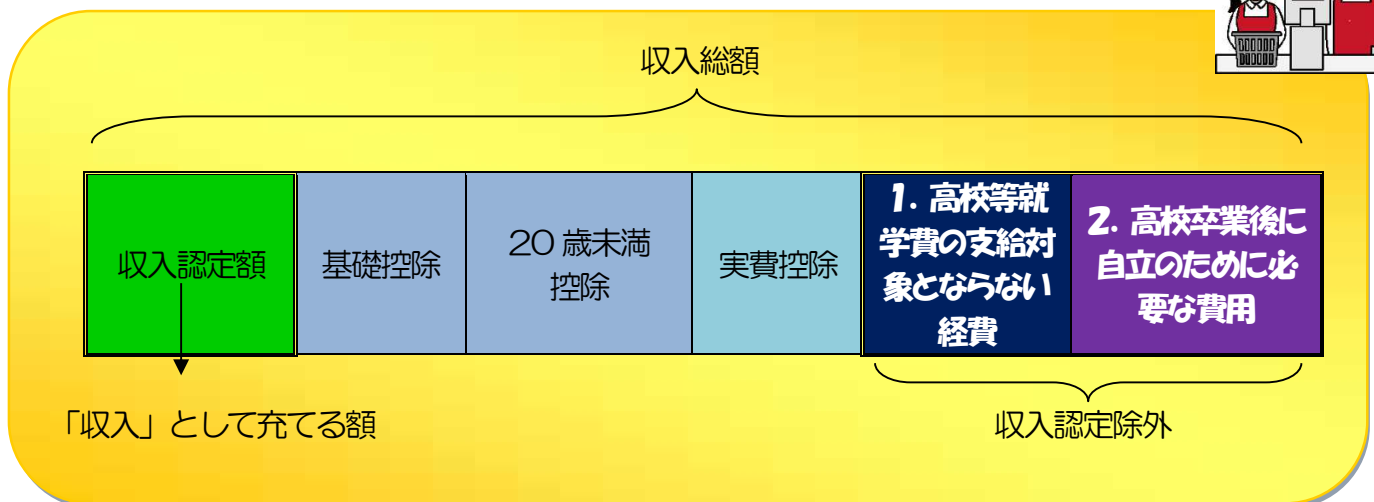 収入総額
収入認定額
基礎控除
20歳未満
控除
実費控除
1. 高校等就
学費の支給対
象とならない
経費
2. 高校卒業後に
自立のために必
要な費用
「収入」として充てる額
収入認定除外